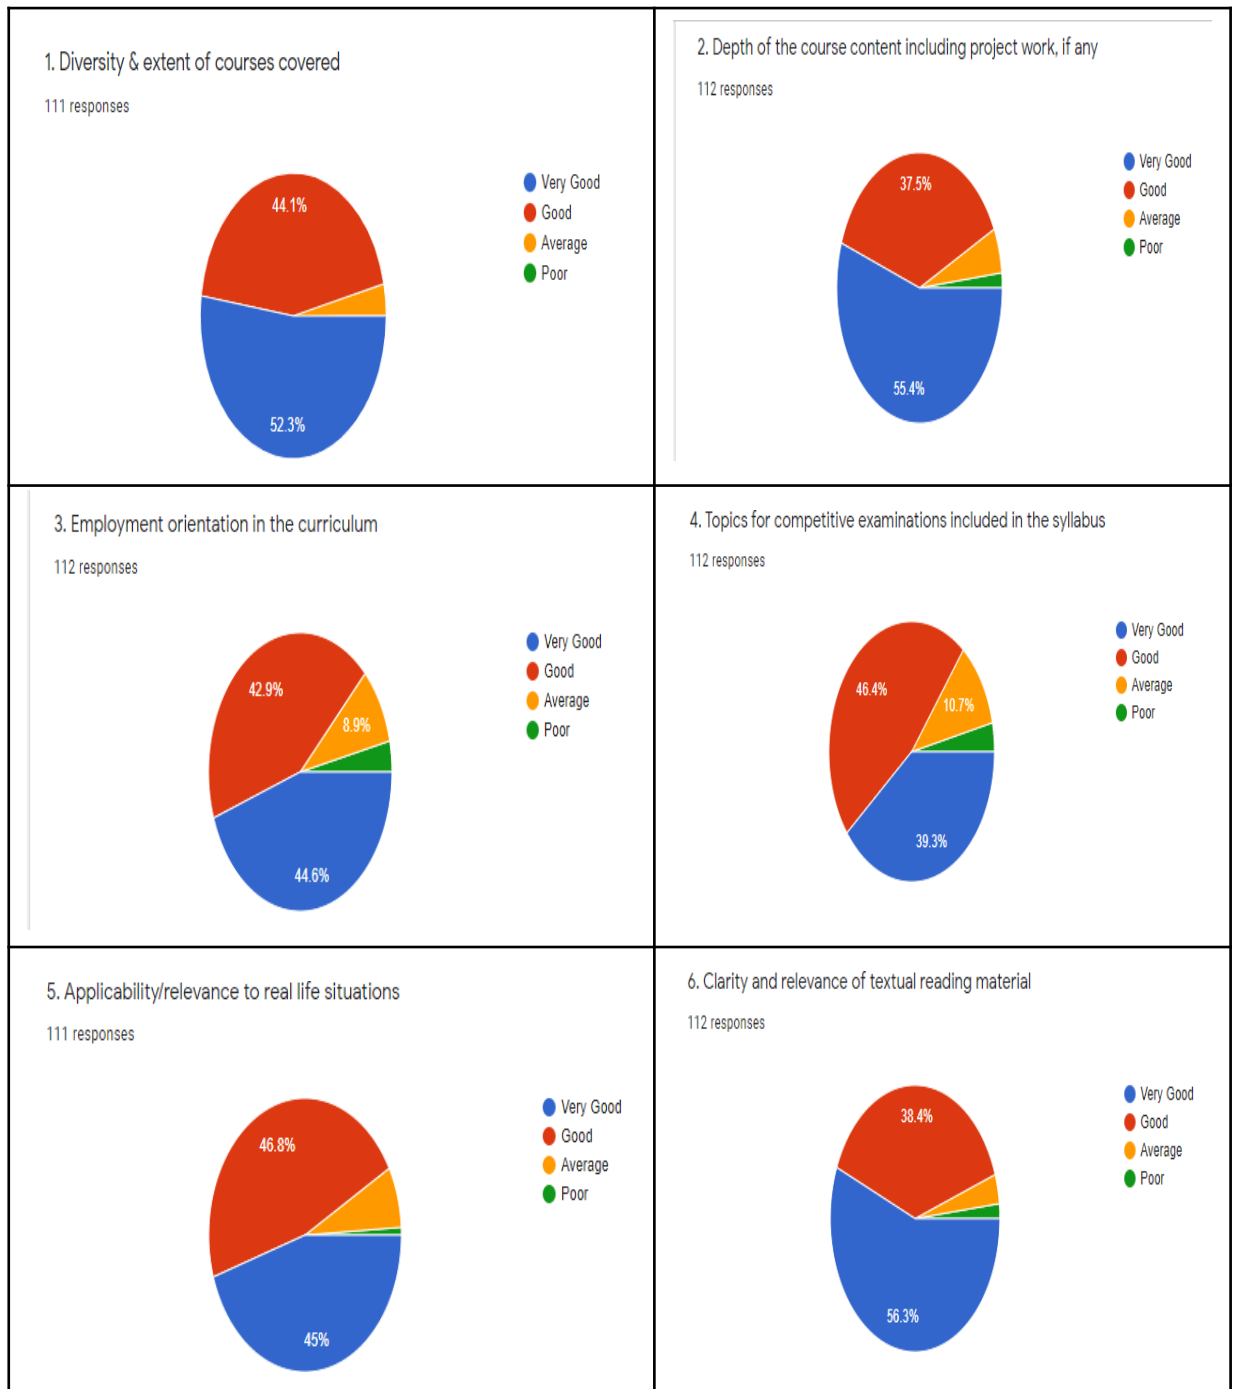 1. Diversity & extent of courses covered
111 responses
44.1%
52.3%
Very Good
Good
Average
Poor
2. Depth of the course content including project work, if any
112 responses
37.5%
55.4%
Very Good
Good
Average
Poor
3. Employment orientation in the curriculum
112 responses
42.9%
8.9%
44.6%
Very Good
Good
Average
Poor
4. Topics for competitive examinations included in the syllabus
112 responses
46.4%
10.7%
39.3%
Very Good
Good
Average
Poor
5. Applicability/relevance to real life situations
111 responses
46.8%
45%
Very Good
Good
Average
Poor
6. Clarity and relevance of textual reading material
112 responses
38.4%
56.3%
Very Good
Good
Average
Poor